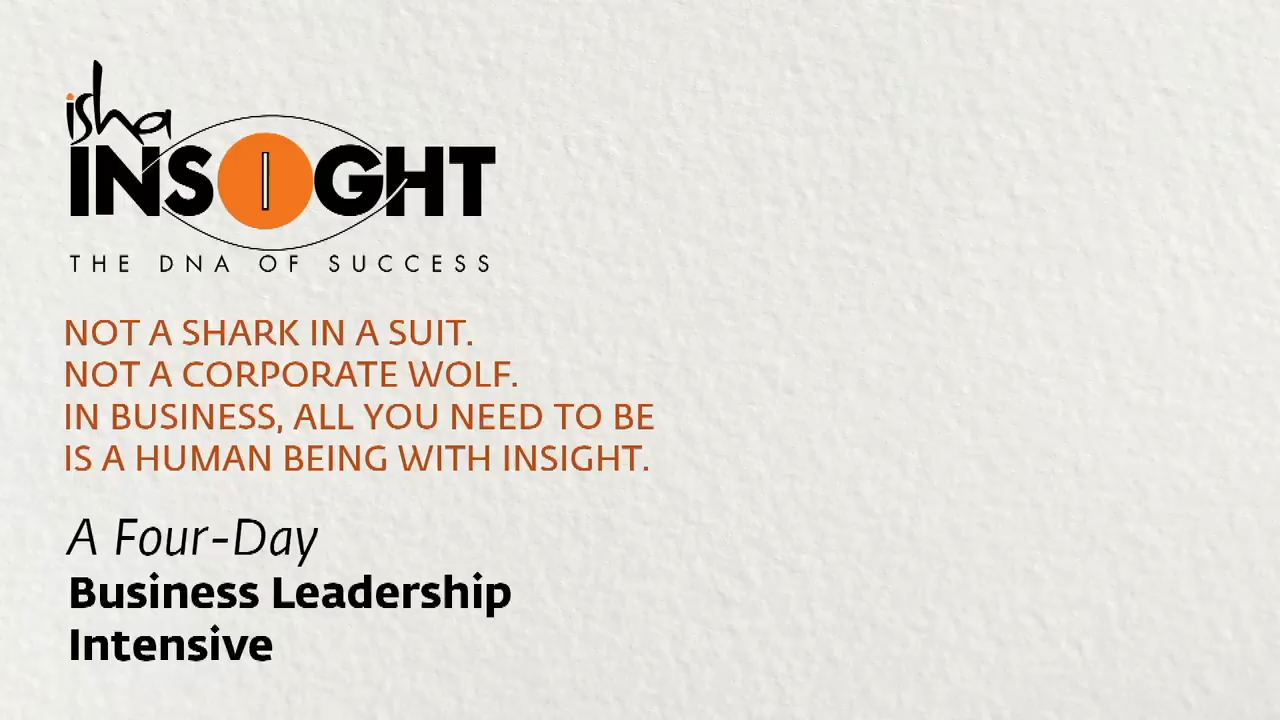 isha
INSIGHT
THE DNA OF SUCCESS
NOT A SHARK IN A SUIT.
NOT A CORPORATE WOLF.
IN BUSINESS, ALL YOU NEED TO BE
IS A HUMAN BEING WITH INSIGHT.
A Four-Day
Business Leadership
Intensive